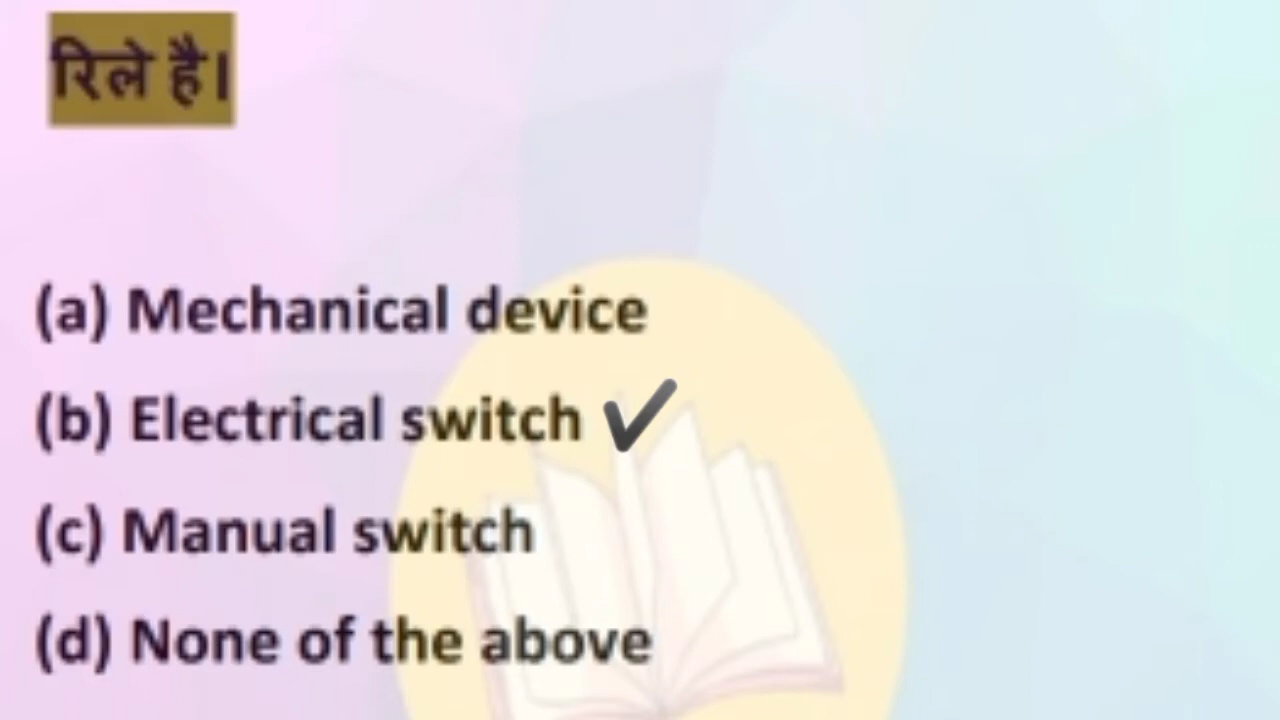 रिले है।
(a) Mechanical device
(b) Electrical switch ✔
(c) Manual switch
(d) None of the above